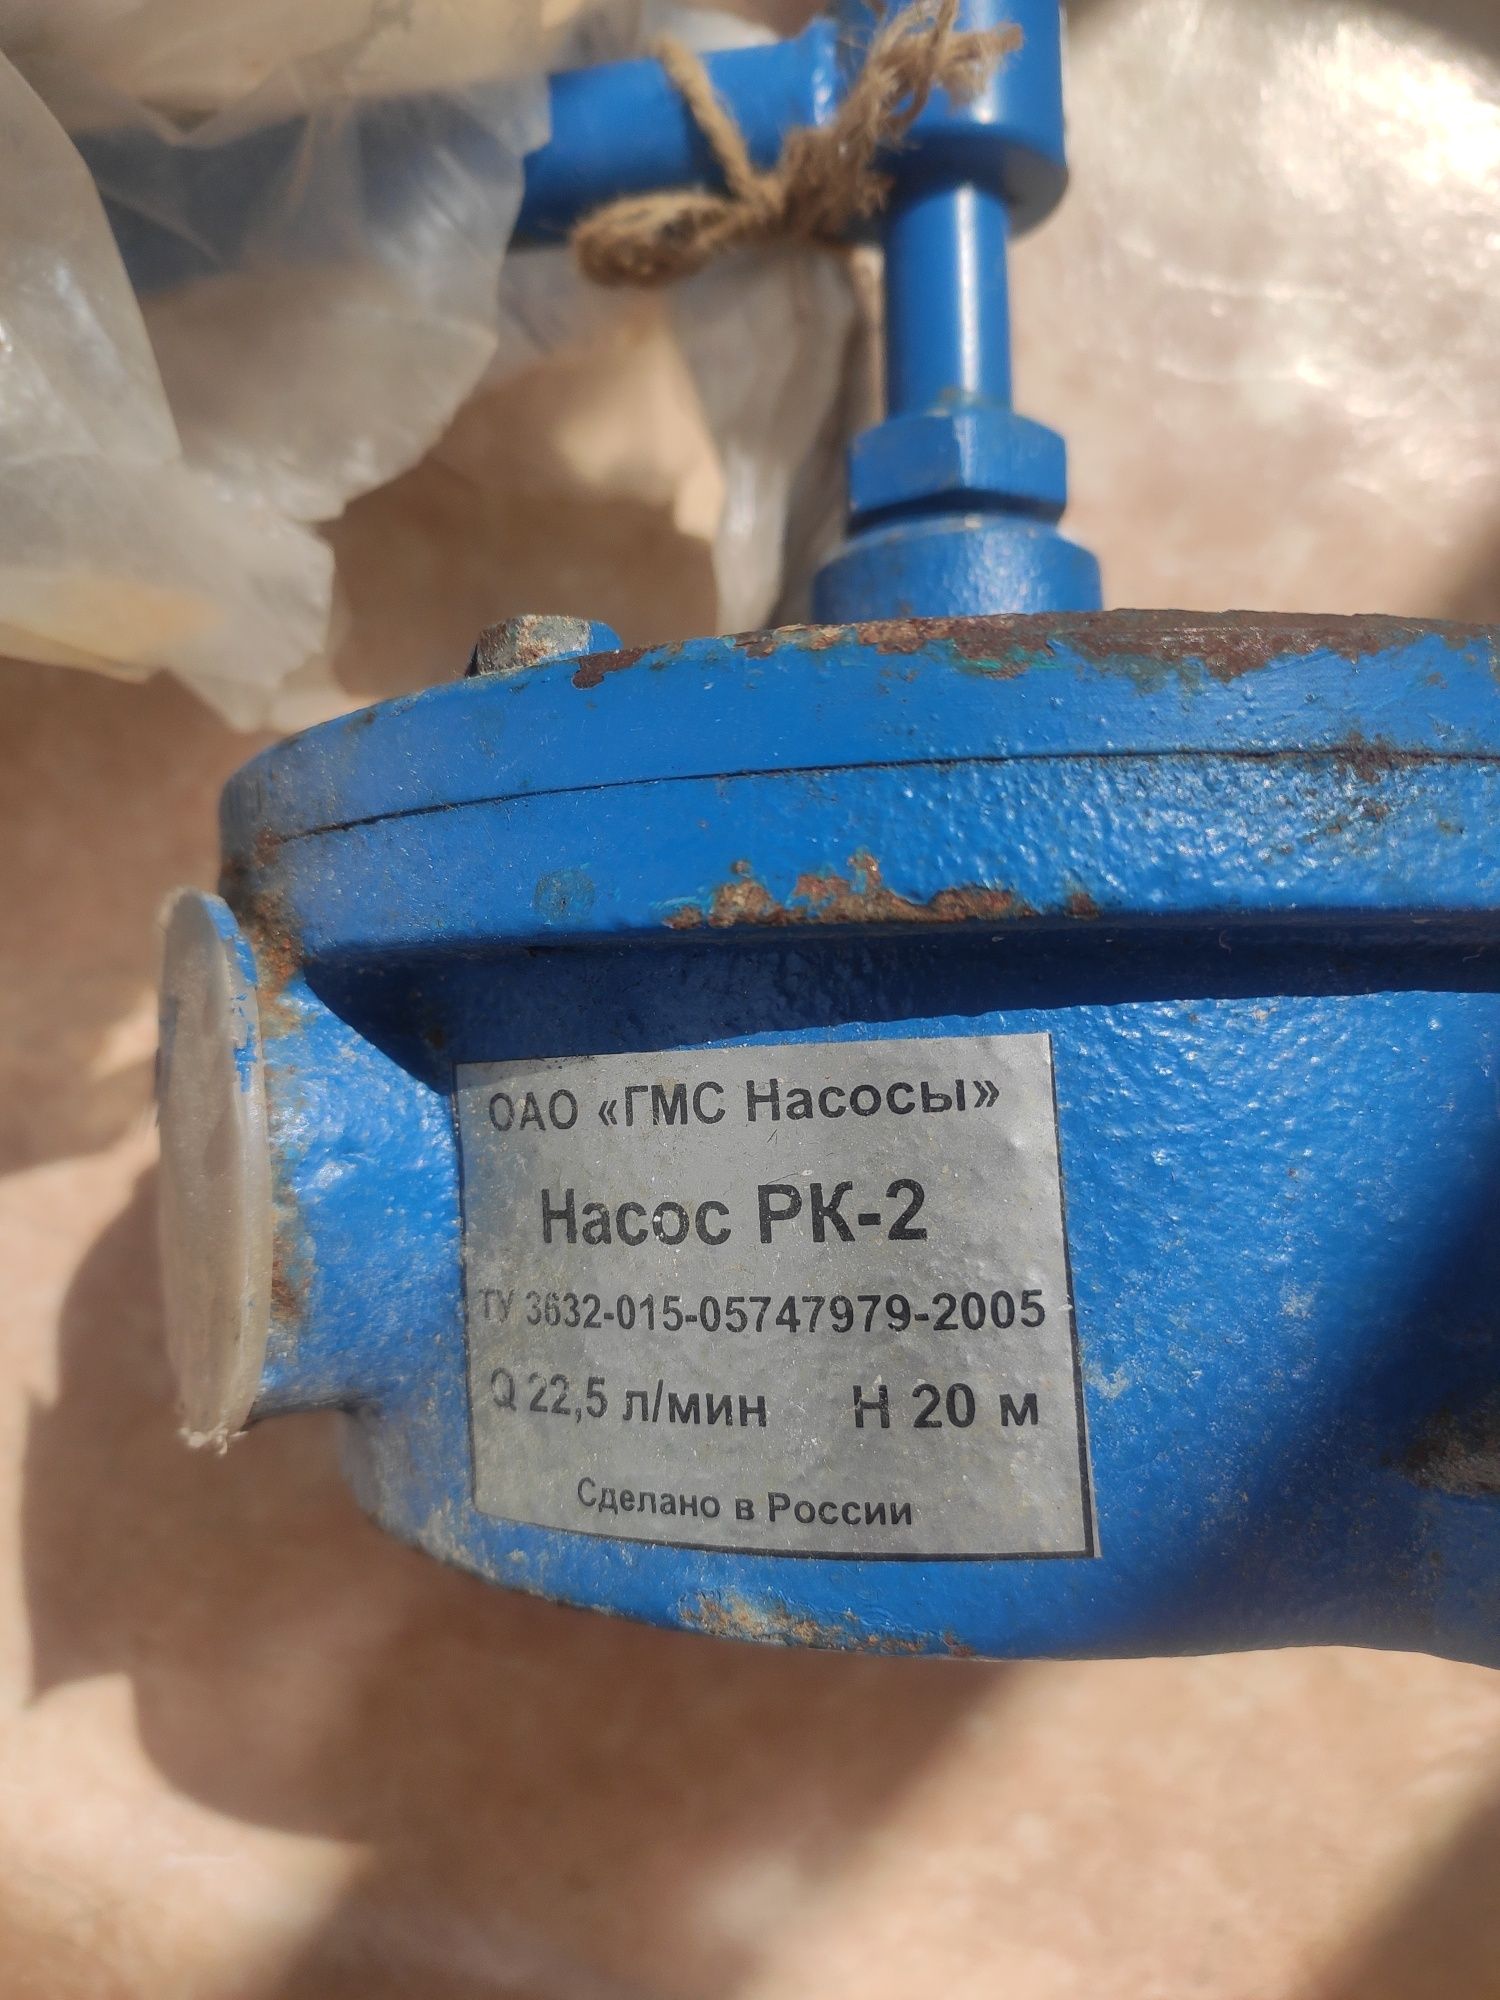 ОАО «ГМС Насосы»
Насос РК-2
ТУ 3632-015-05747979-2005
Q 22,5 л/мин H 20 м
Сделано в России